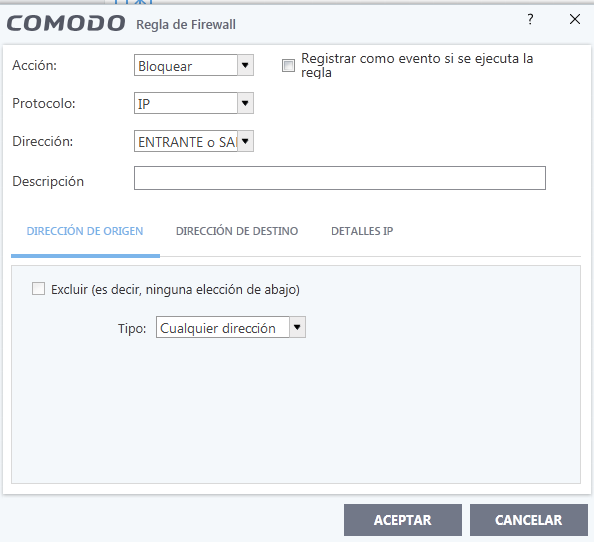 COMODO Regla de Firewall ?
Acción: Bloquear Registrar como evento si se ejecuta la
regla
Protocolo: IP
Dirección: ENTRANTE o SAI
Descripción
DIRECCIÓN DE ORIGEN DIRECCIÓN DE DESTINO DETALLES IP
Excluir (es decir, ninguna elección de abajo)
Tipo: Cualquier dirección
ACEPTAR CANCELAR